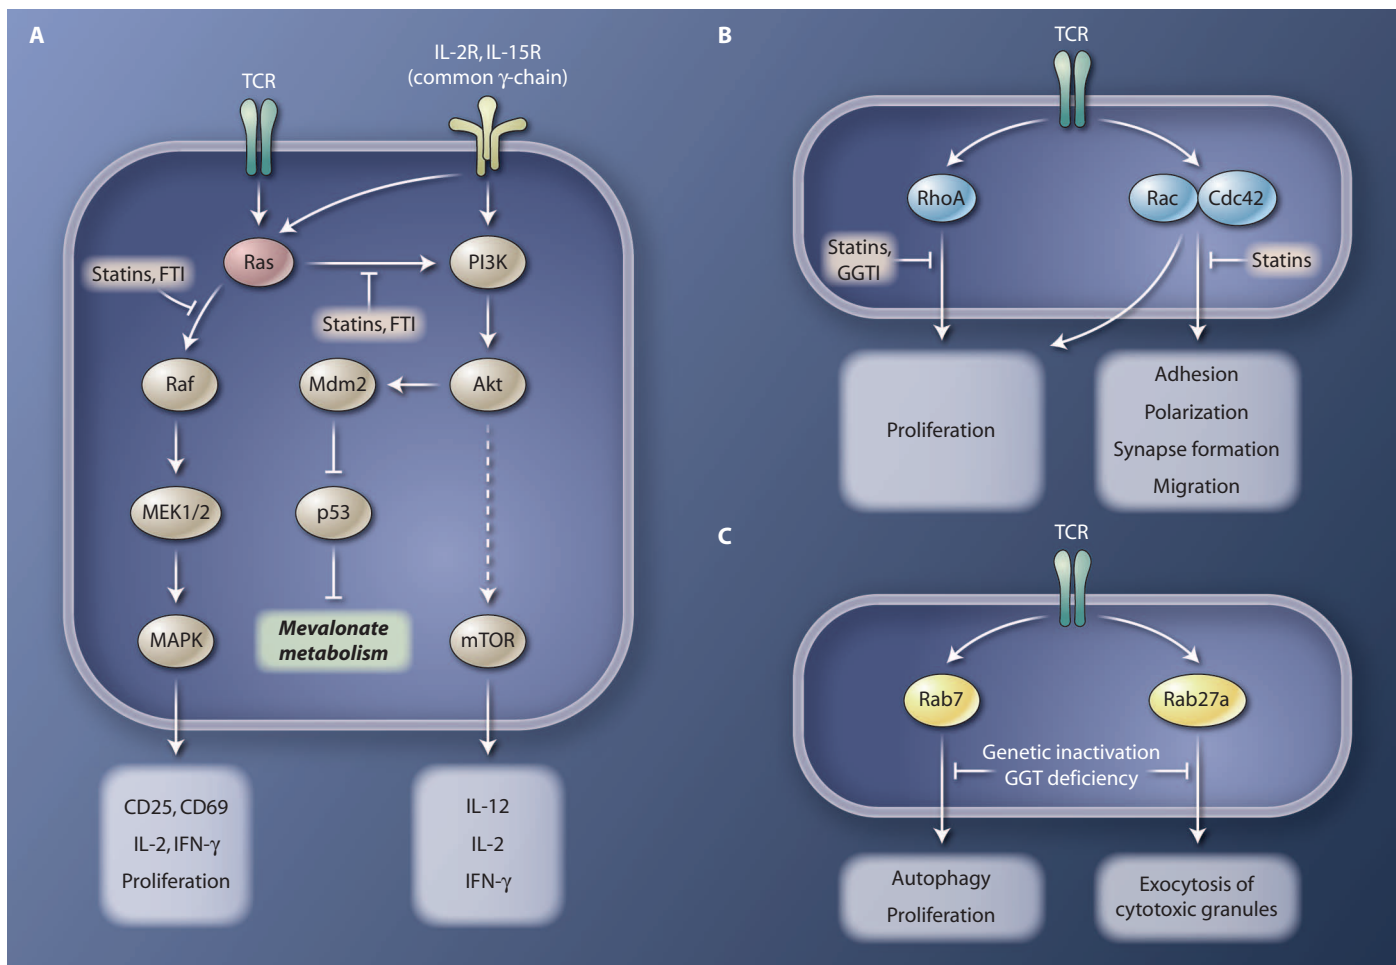 A
TCR
IL-2R, IL-15R
(common γ-chain)
Ras
PI3K
Statins, FTI
Statins, FTI
Raf
Mdm2
Akt
MEK1/2
p53
MAPK
Mevalonate
metabolism
mTOR
CD25, CD69
IL-2, IFN-γ
Proliferation
IL-12
IL-2
IFN-γ
B
TCR
RhoA
Rac
Cdc42
Statins,
GGTI
Statins
Proliferation
Adhesion
Polarization
Synapse formation
Migration
C
TCR
Rab7
Rab27a
Genetic inactivation
GGT deficiency
Autophagy
Proliferation
Exocytosis of
cytotoxic granules